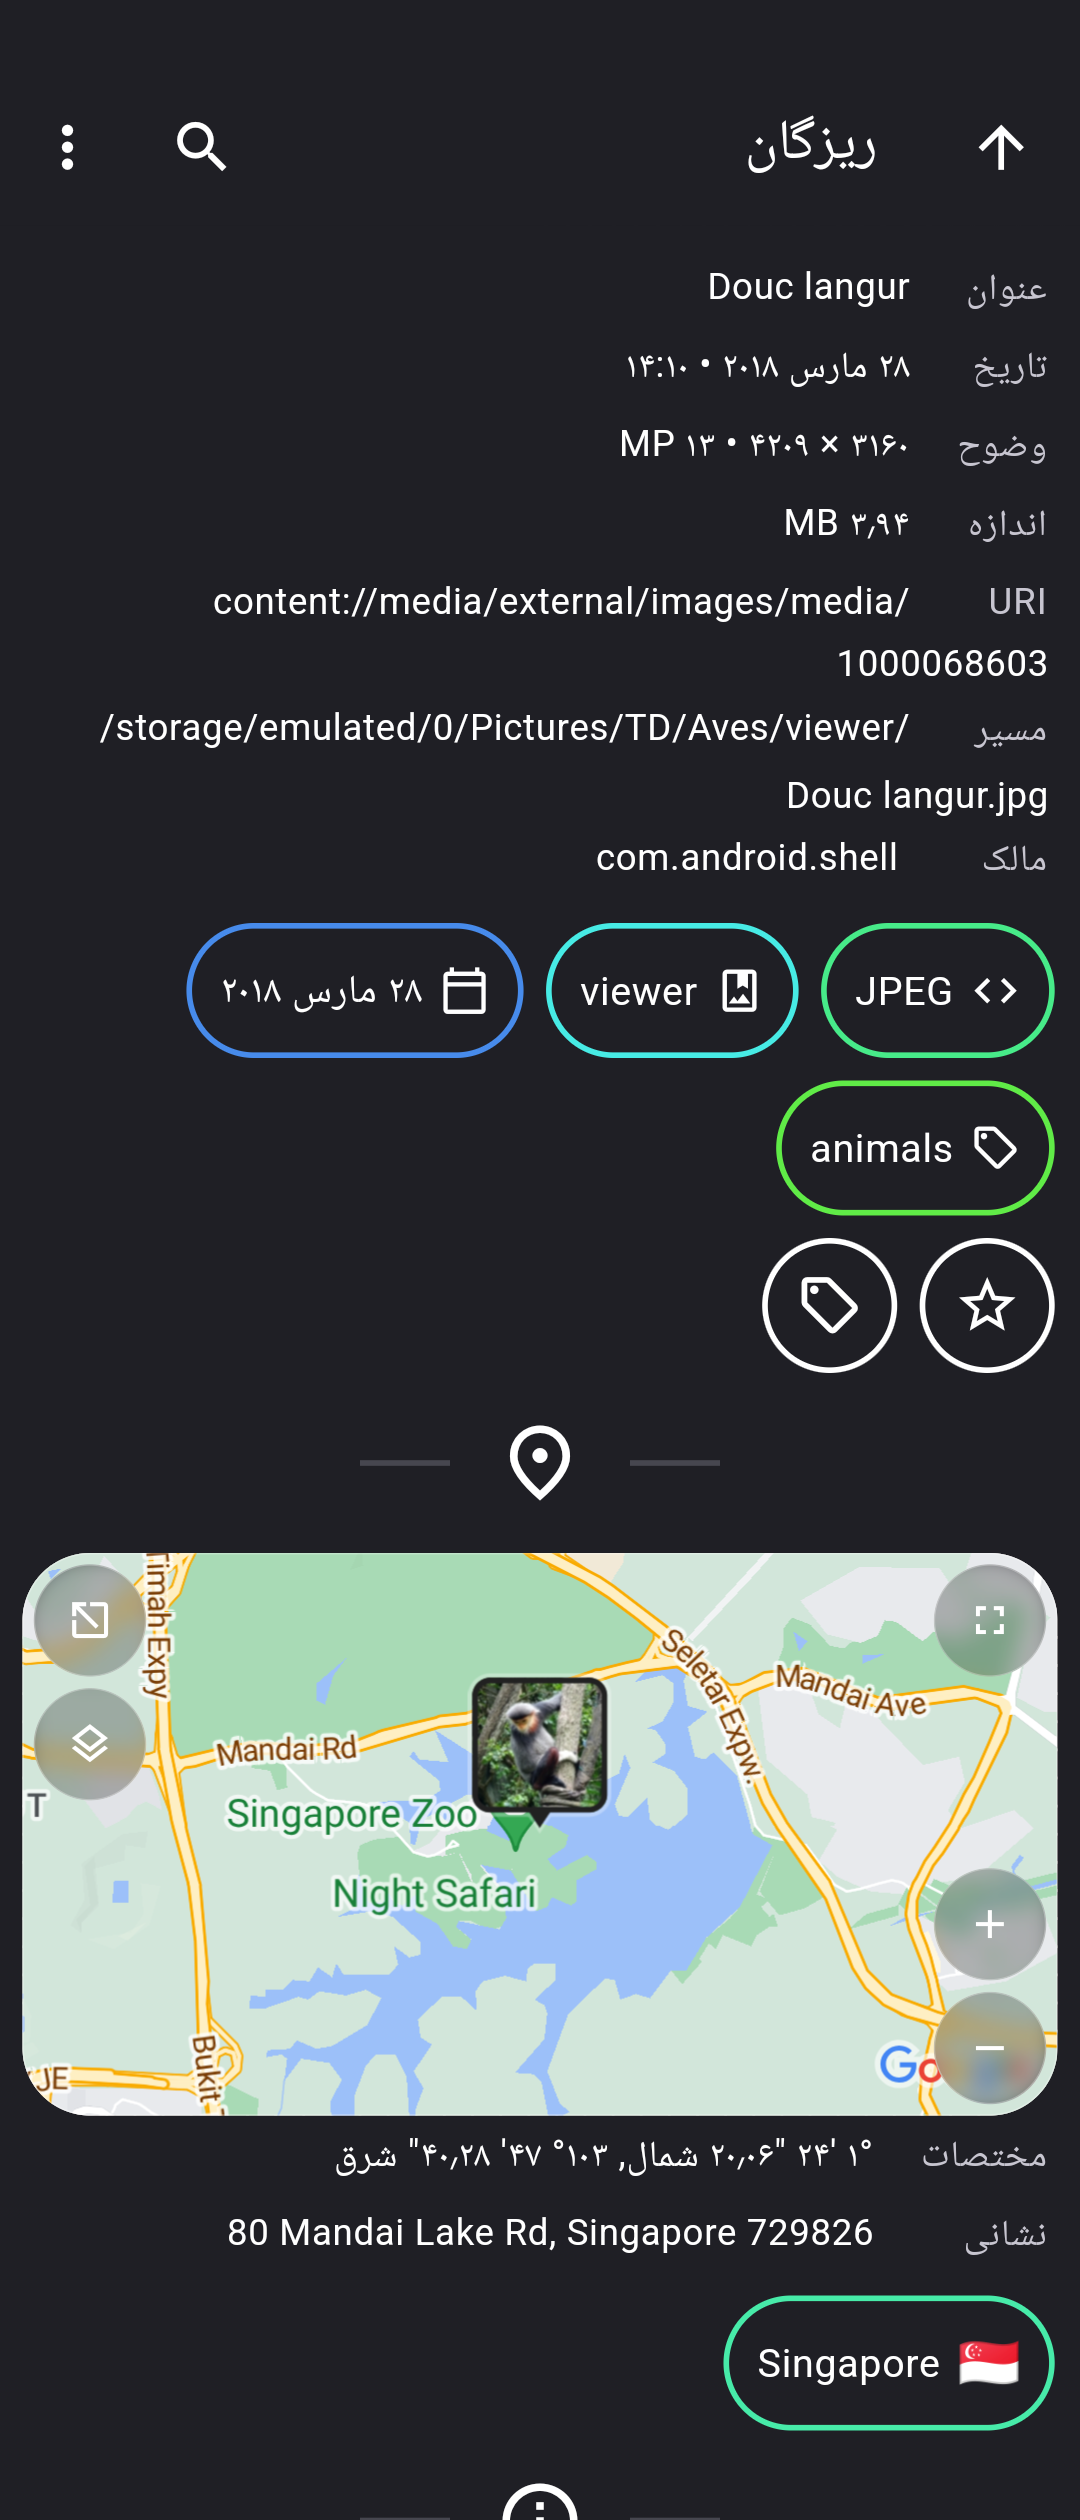 ریزگان
عنوان Douc langur
تاریخ ۲۸ مارس ۲۰۱۸ • ۱۴:۱۰
وضوح ۳۱۶۰ × ۴۲۰۹ • ۱۳ MP
اندازه ۳٫۹۴ MB
URI content://media/external/images/media/
1000068603
مسیر /storage/emulated/0/Pictures/TD/Aves/viewer/
Douc langur.jpg
مالک com.android.shell
JPEG viewer ۲۸ مارس ۲۰۱۸
animals
Timah Expy
Seletar Expw.
Mandai Ave
Mandai Rd
T
Singapore Zoo
Night Safari
Bukit
JE
Go
مختصات ۱° ۲۴' ۲۰٫۰۶" شمال, ۱۰۳° ۴۷' ۴۰٫۲۸" شرق
نشانی 80 Mandai Lake Rd, Singapore 729826
Singapore